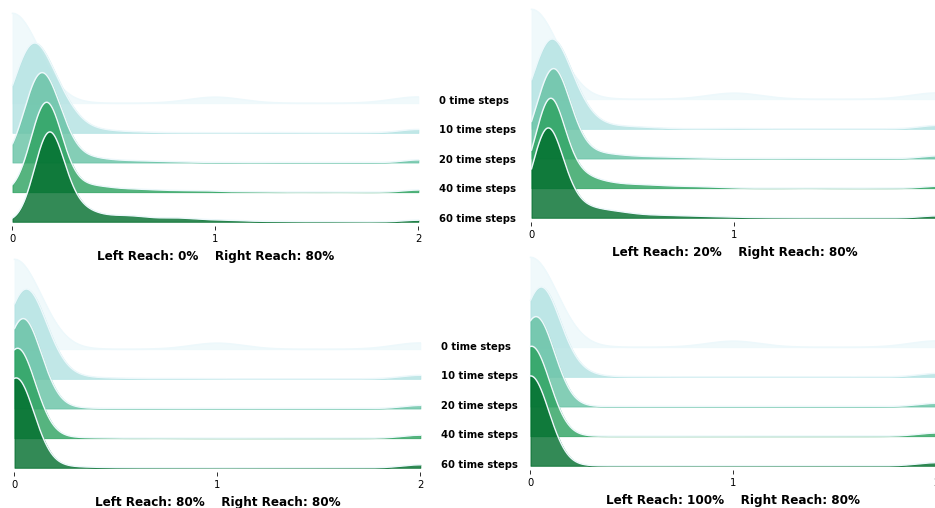 0 time steps
10 time steps
20 time steps
40 time steps
60 time steps
0 1 2
0 1
Left Reach: 0% Right Reach: 80%
Left Reach: 20% Right Reach: 80%
0 time steps
10 time steps
20 time steps
40 time steps
60 time steps
0 1 2
0 1
Left Reach: 80% Right Reach: 80%
Left Reach: 100% Right Reach: 80%